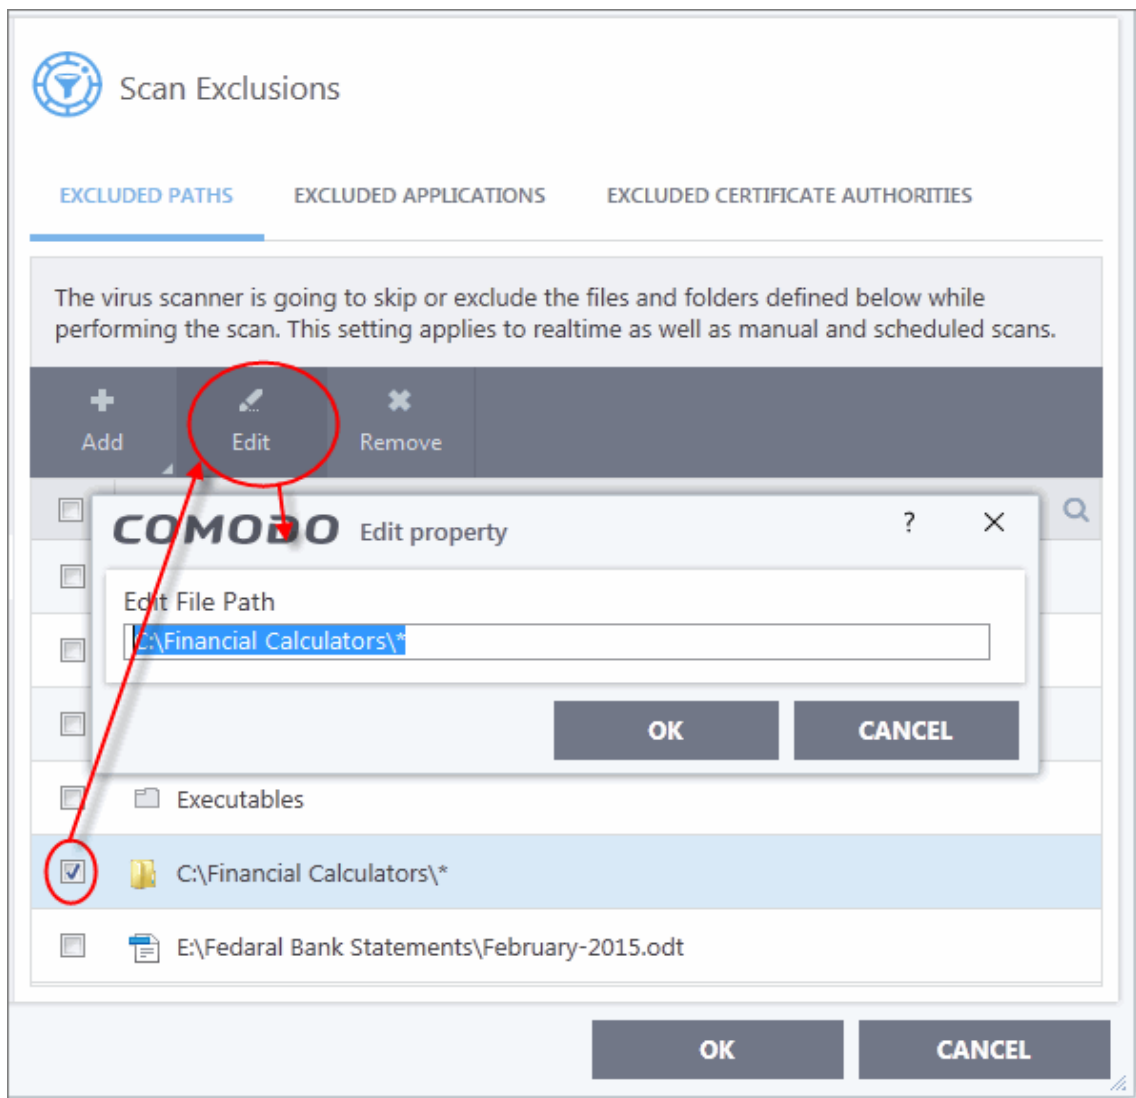 Scan Exclusions
EXCLUDED PATHS EXCLUDED APPLICATIONS EXCLUDED CERTIFICATE AUTHORITIES
The virus scanner is going to skip or exclude the files and folders defined below while
performing the scan. This setting applies to realtime as well as manual and scheduled scans.
Add Edit Remove
COMODO Edit property ?
Edit File Path
C:\Financial Calculators\*
OK CANCEL
Executables
C:\Financial Calculators\*
E:\Fedaral Bank Statements\February-2015.odt
OK CANCEL